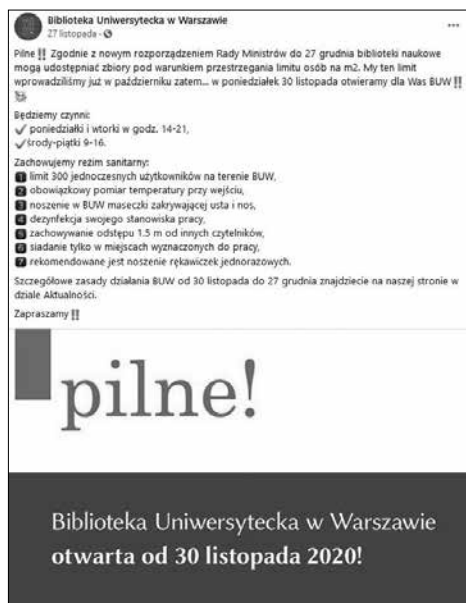 Biblioteka Uniwersytecka w Warszawie
27 listopada ·
Pilne‼ Zgodnie z nowym rozporządzeniem Rady Ministrów do 27 grudnia biblioteki naukowe
mogą udostępniać zbiory pod warunkiem przestrzegania limitu osób na m2. My ten limit
wprowadziliśmy już w październiku zatem... w poniedziałek 30 listopada otwieramy dla Was BUW‼
Będziemy czynni:
✓ poniedziałki i wtorki w godz. 14-21,
✓środy-piątki 9-16.
Zachowujemy reżim sanitarny:
1 limit 300 jednoczesnych użytkowników na terenie BUW,
2 obowiązkowy pomiar temperatury przy wejściu,
3 noszenie w BUW maseczki zakrywającej usta i nos,
4 dezynfekcja swojego stanowiska pracy,
5 zachowywanie odstępu 1.5 m od innych czytelników,
6 siadanie tylko w miejscach wyznaczonych do pracy,
7 rekomendowane jest noszenie rękawiczek jednorazowych.
Szczegółowe zasady działania BUW od 30 listopada do 27 grudnia znajdziecie na naszej stronie w
dziale Aktualności.
Zapraszamy‼
pilne!
Biblioteka Uniwersytecka w Warszawie
otwarta od 30 listopada 2020!